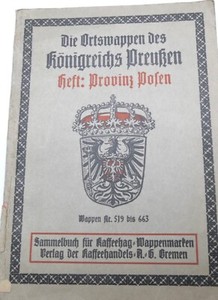 Die Ortswappen des
Königreichs Preußen
Heft: Provinz Posen
Wappen Nr. 519 bis 643
Sammelbuch für Kaffeehag-Wappenmarken
Verlag der Kaffeehandels-A.-G. Bremen